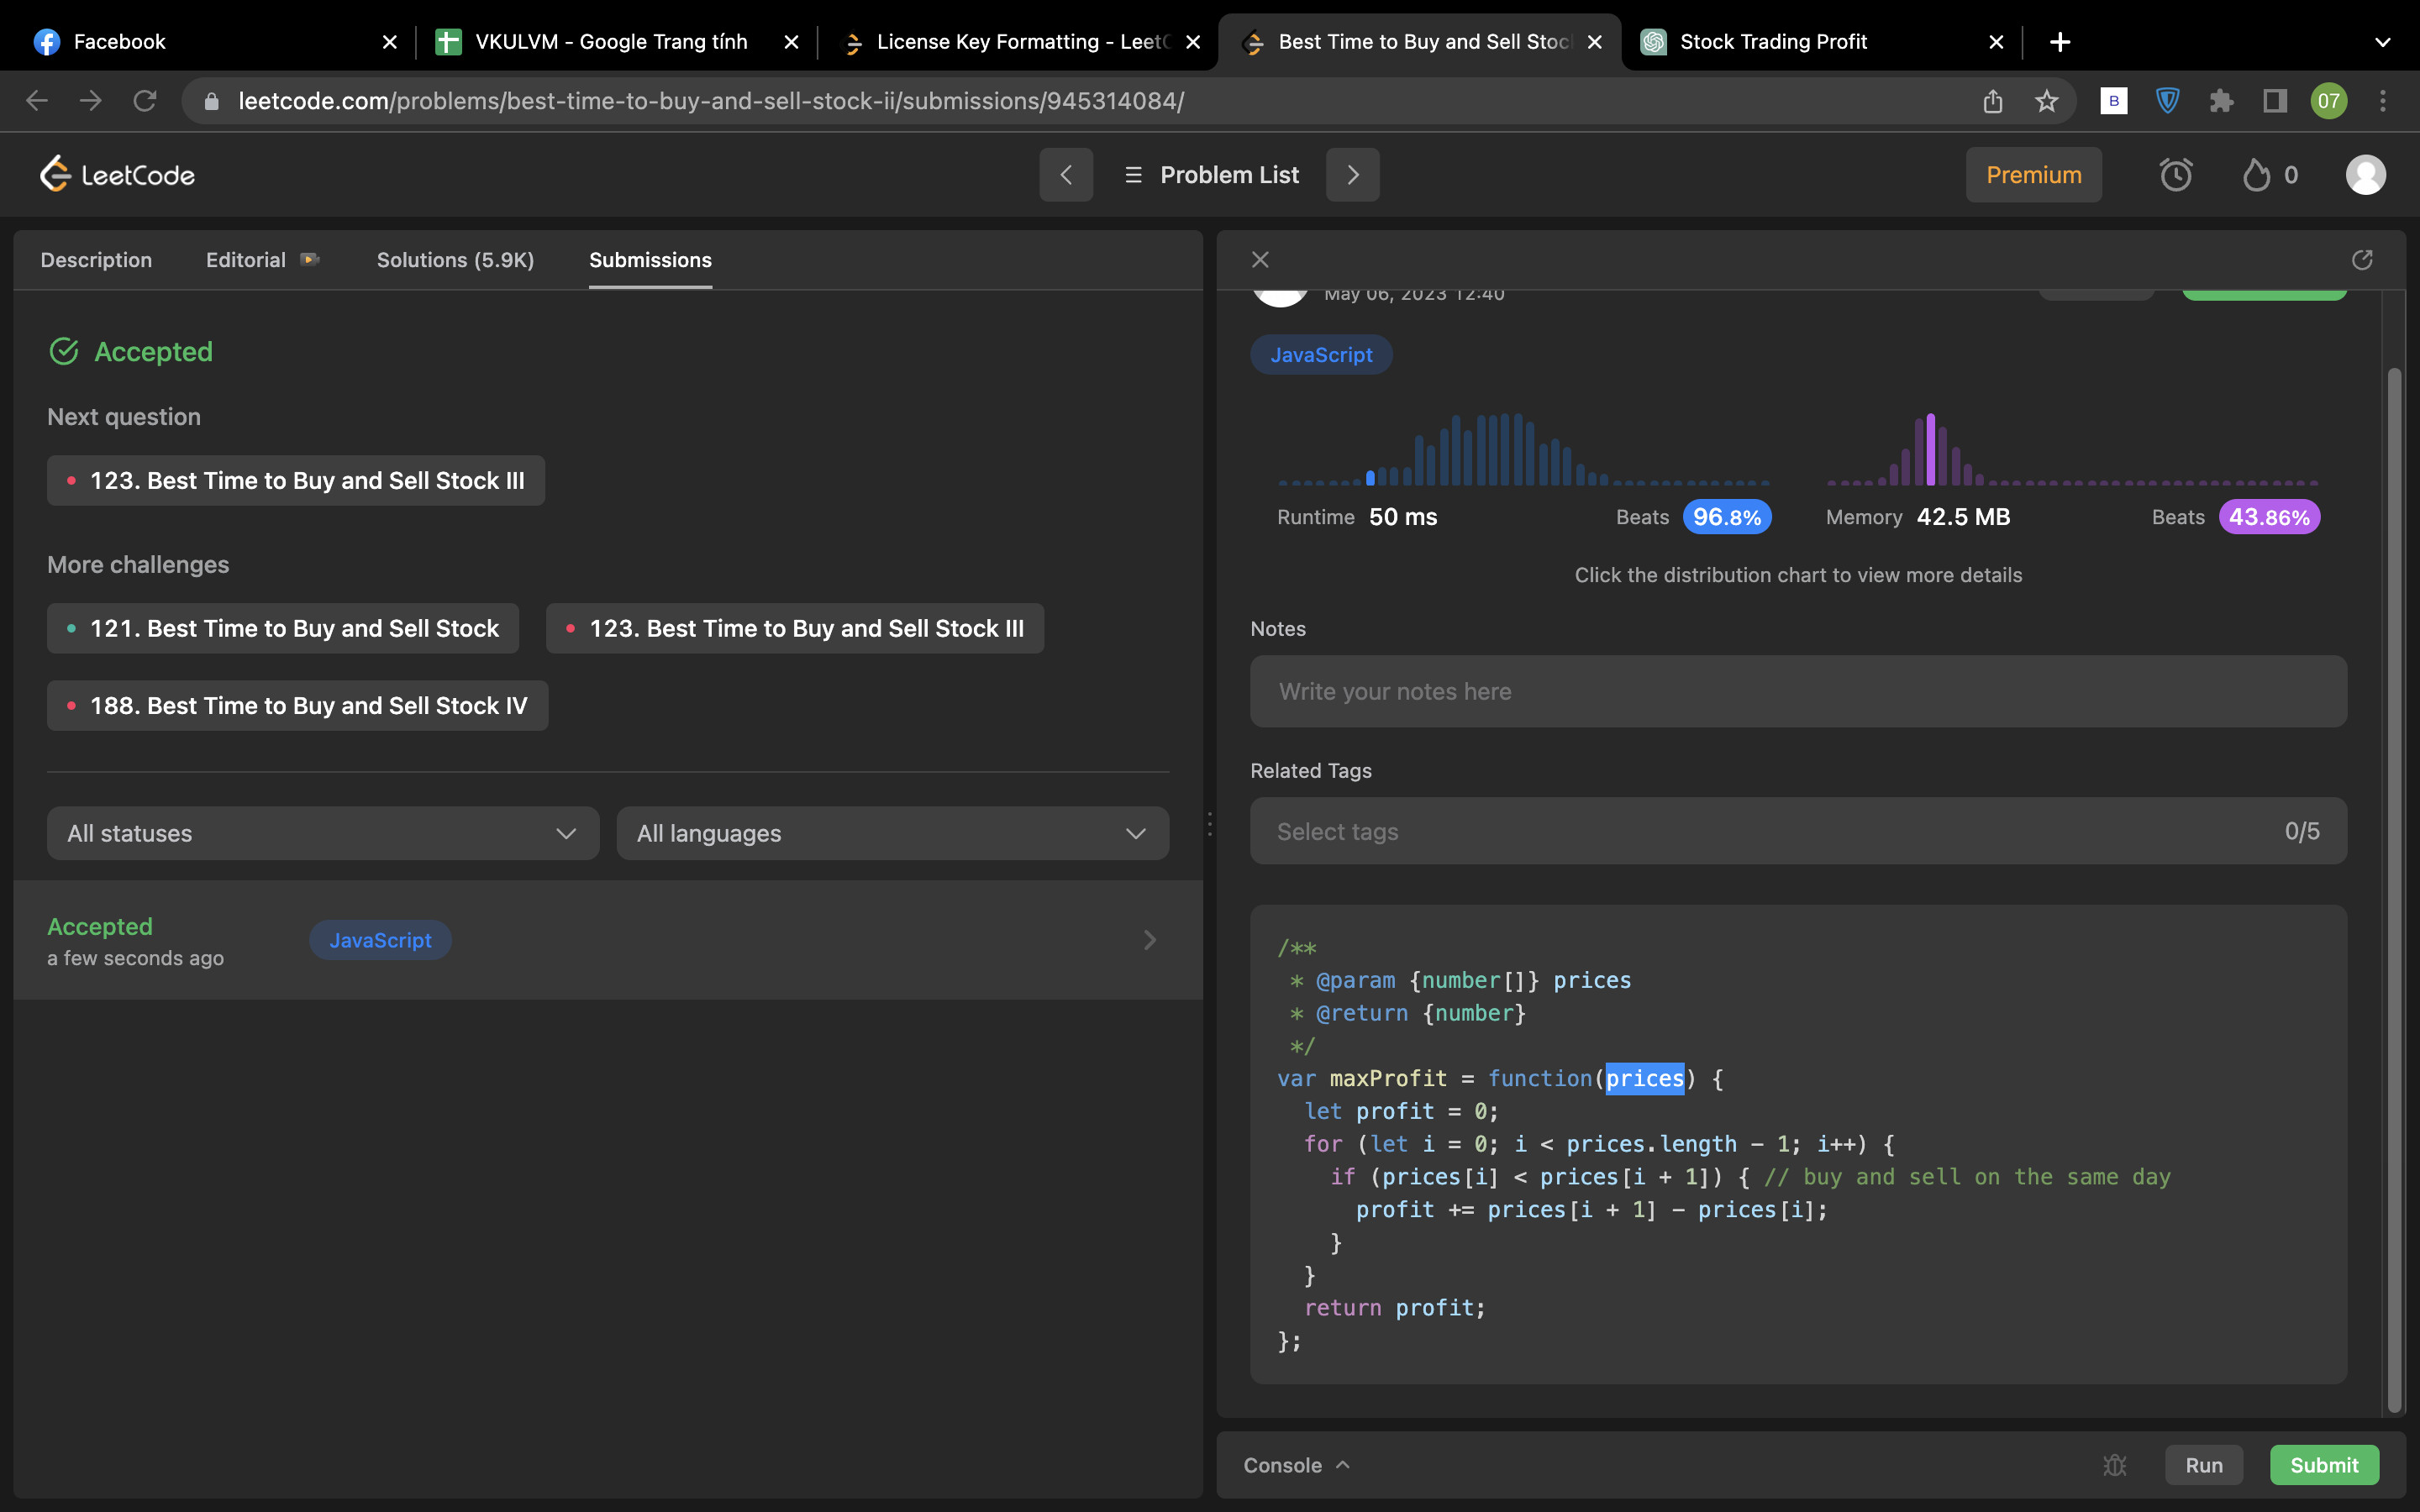 Facebook
VKULVM - Google Trang tính
License Key Formatting - Leet
Best Time to Buy and Sell Stoc
Stock Trading Profit
leetcode.com/problems/best-time-to-buy-and-sell-stock-ii/submissions/945314084/
B
07
LeetCode
Problem List
Premium
0
Description
Editorial
Solutions (5.9K)
Submissions
Accepted
Next question
123. Best Time to Buy and Sell Stock III
More challenges
121. Best Time to Buy and Sell Stock
123. Best Time to Buy and Sell Stock III
188. Best Time to Buy and Sell Stock IV
All statuses
All languages
Accepted
a few seconds ago
JavaScript
May 06, 2023 12:40
JavaScript
Runtime 50 ms
Beats 96.8%
Memory 42.5 MB
Beats 43.86%
Click the distribution chart to view more details
Notes
Write your notes here
Related Tags
Select tags
0/5
/**
 * @param {number[]} prices
 * @return {number}
 */
var maxProfit = function(prices) {
  let profit = 0;
  for (let i = 0; i < prices.length - 1; i++) {
    if (prices[i] < prices[i + 1]) { // buy and sell on the same day
      profit += prices[i + 1] - prices[i];
    }
  }
  return profit;
};
Console
Run
Submit